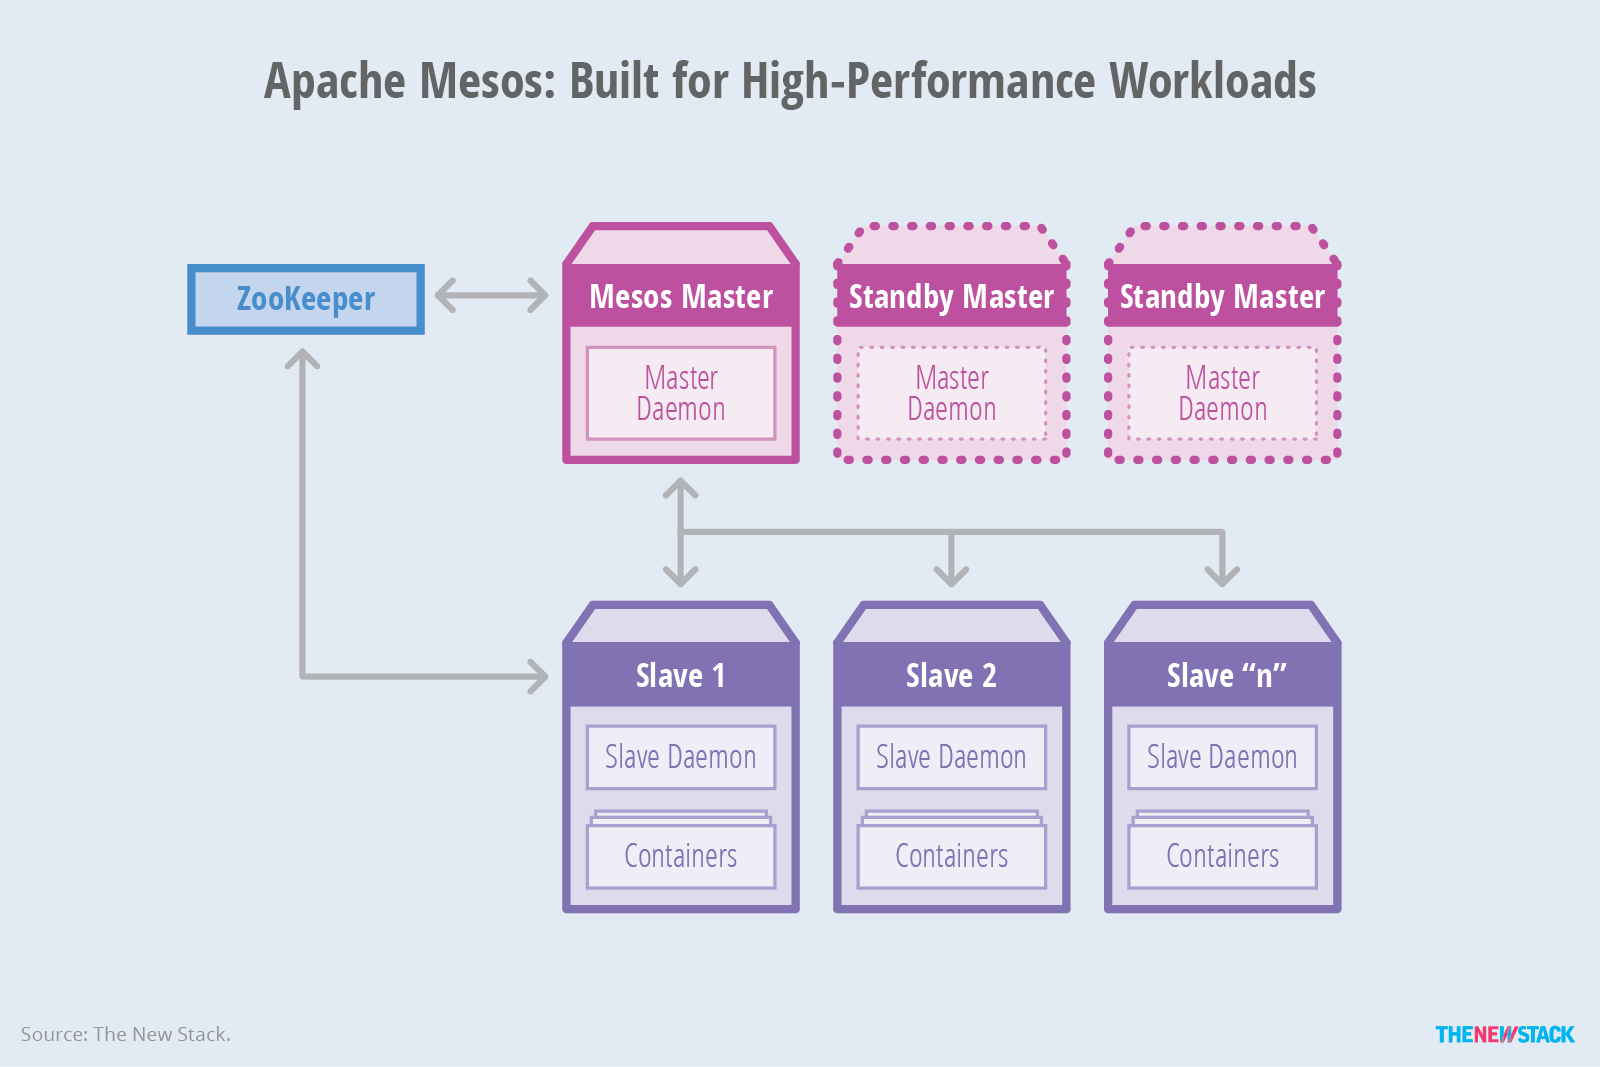 Apache Mesos: Built for High-Performance Workloads
ZooKeeper
Mesos Master
Master
Daemon
Standby Master
Master
Daemon
Standby Master
Master
Daemon
Slave 1
Slave Daemon
Containers
Slave 2
Slave Daemon
Containers
Slave “n”
Slave Daemon
Containers
Source: The New Stack.
THENEWSTACK